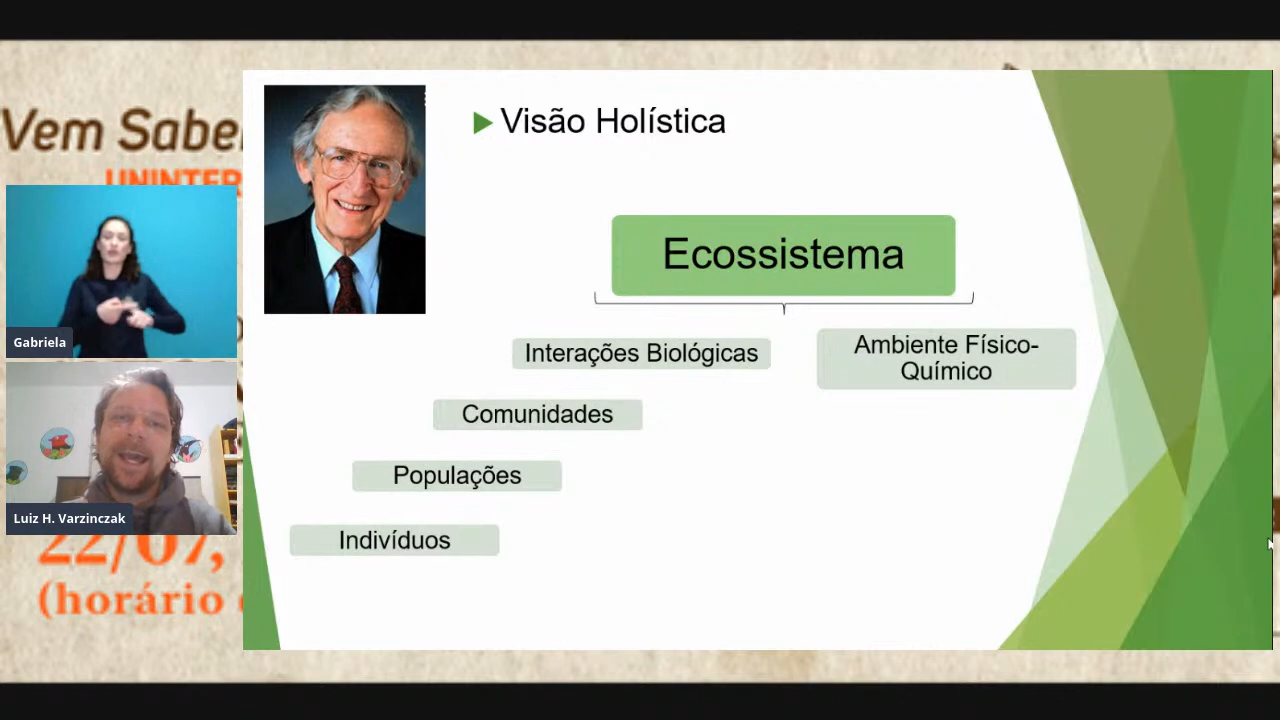 Vem Sabe
UNINTER
Gabriela
Luiz H. Varzinczak
22/07,
(horário
Visão Holística
Ecossistema
Interações Biológicas
Ambiente Físico-
Químico
Comunidades
Populações
Indivíduos